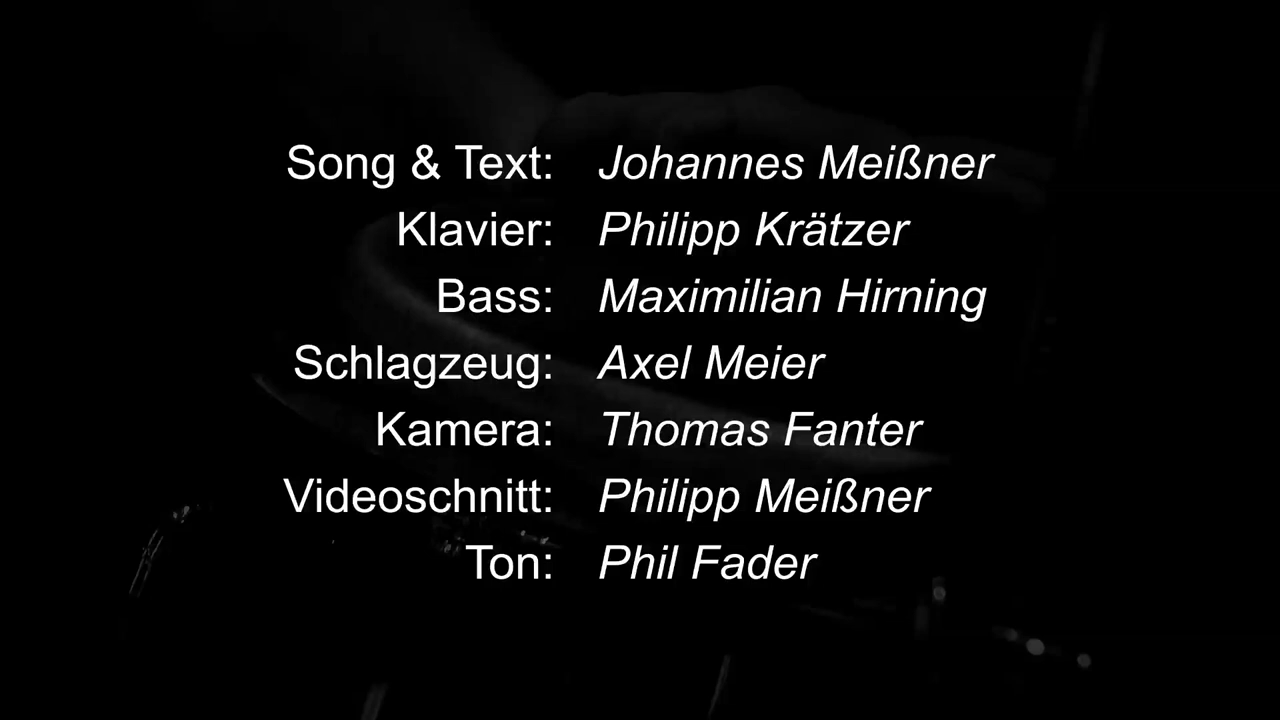 Song & Text: Johannes Meißner
Klavier: Philipp Krätzer
Bass: Maximilian Hirning
Schlagzeug: Axel Meier
Kamera: Thomas Fanter
Videoschnitt: Philipp Meißner
Ton: Phil Fader